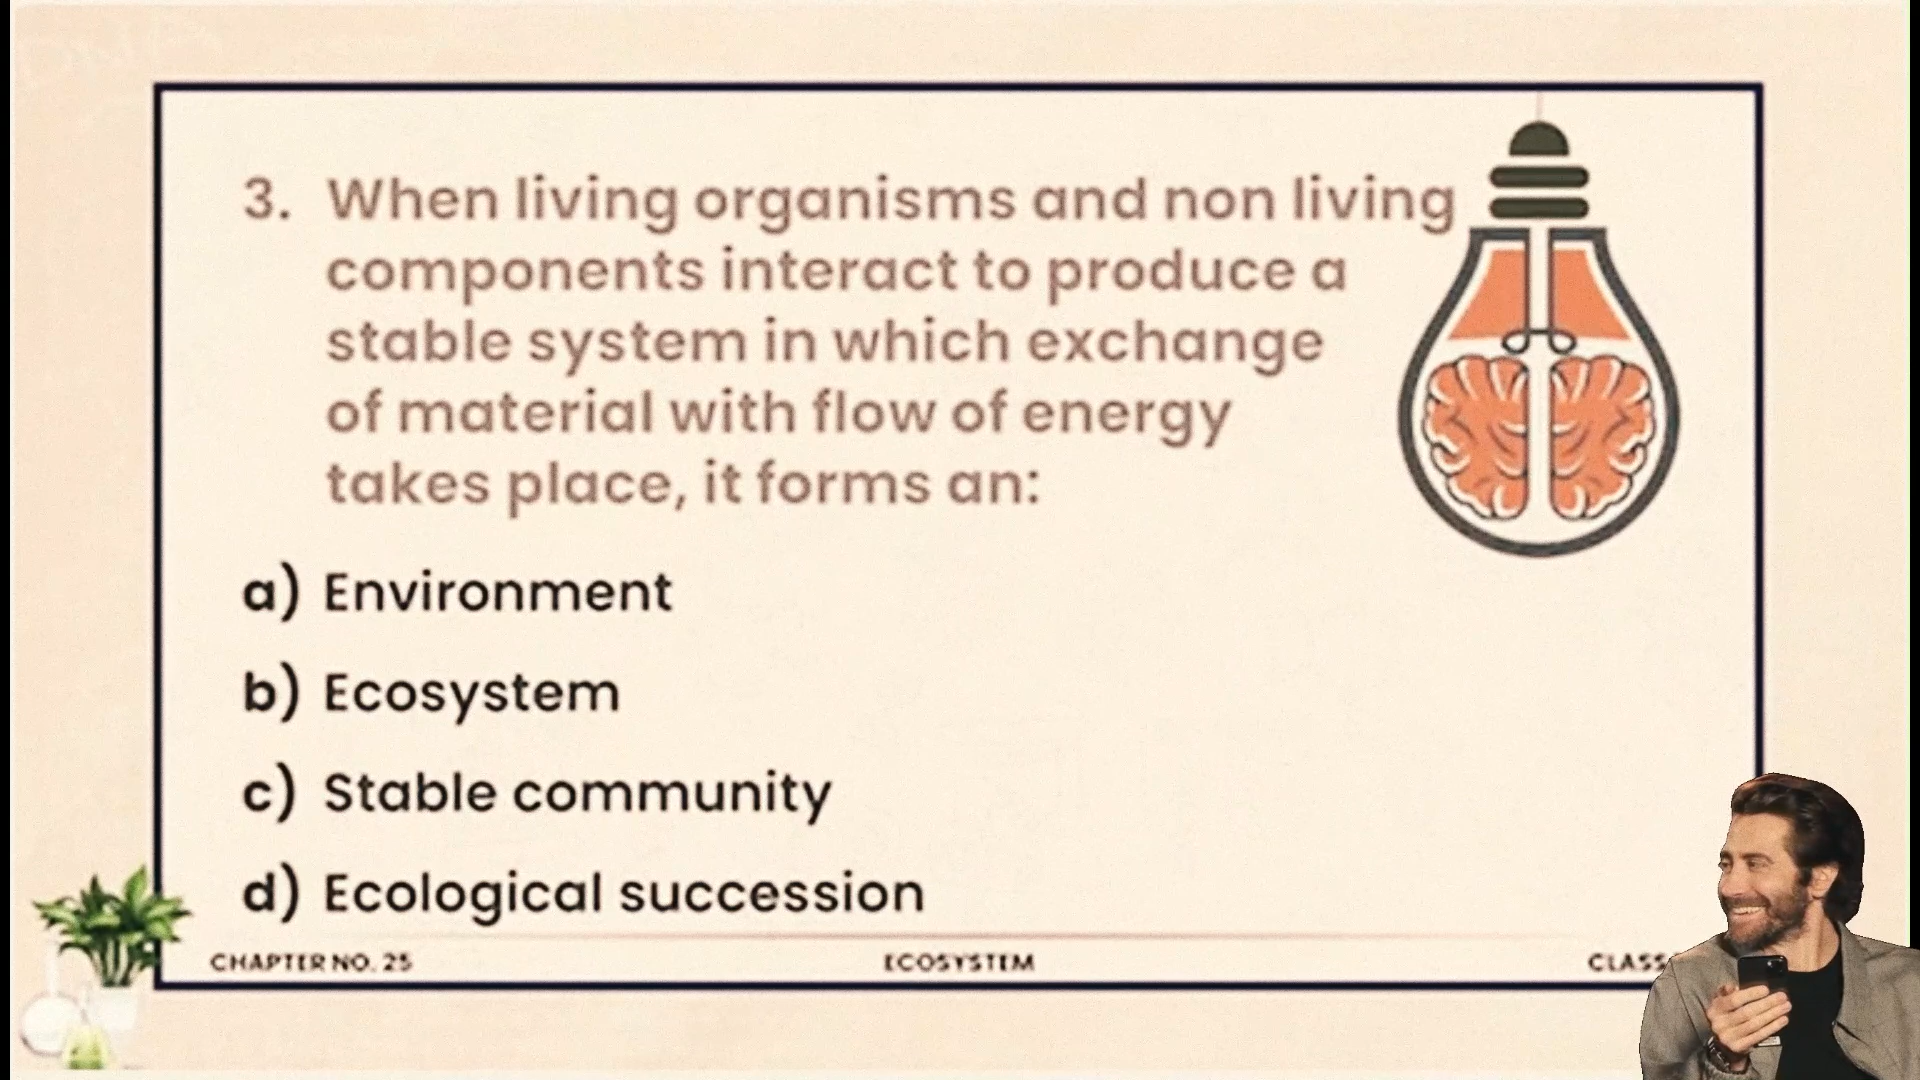 3. When living organisms and non living
components interact to produce a
stable system in which exchange
of material with flow of energy
takes place, it forms an:
a) Environment
b) Ecosystem
c) Stable community
d) Ecological succession
CHAPTER NO. 25 ECOSYSTEM